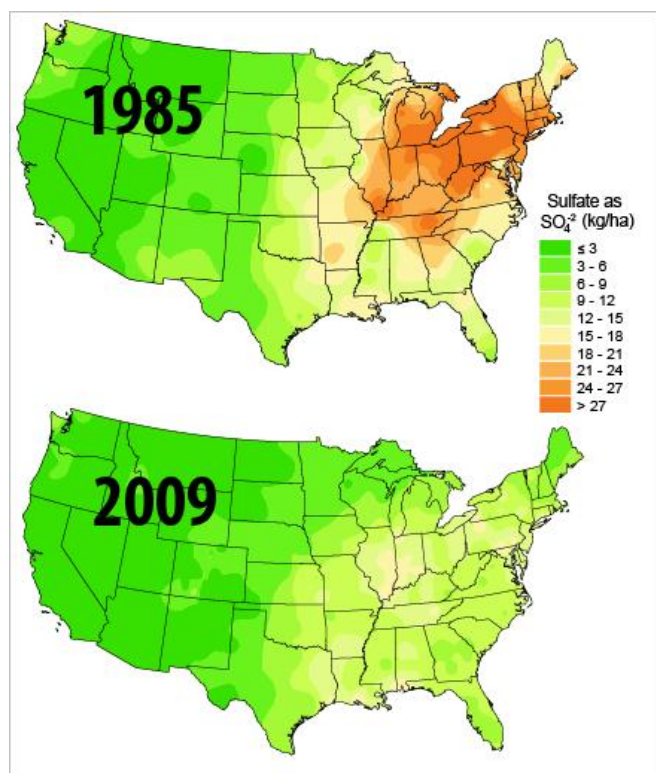 1985
Sulfate as
SO₄⁻² (kg/ha)
≤ 3
3 - 6
6 - 9
9 - 12
12 - 15
15 - 18
18 - 21
21 - 24
24 - 27
> 27
2009